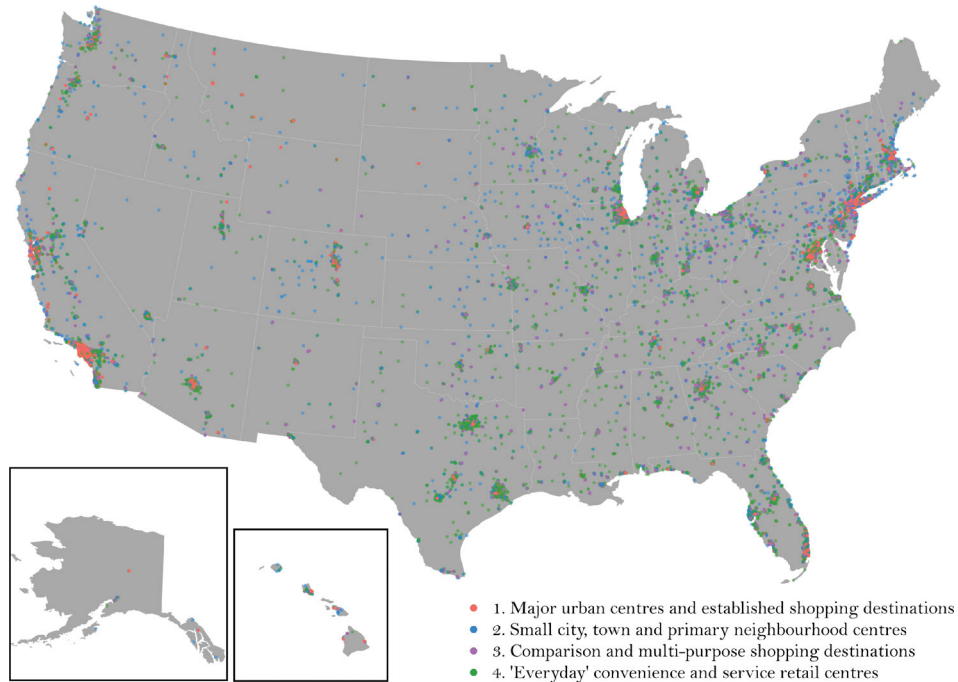 1. Major urban centres and established shopping destinations
2. Small city, town and primary neighbourhood centres
3. Comparison and multi-purpose shopping destinations
4. 'Everyday' convenience and service retail centres